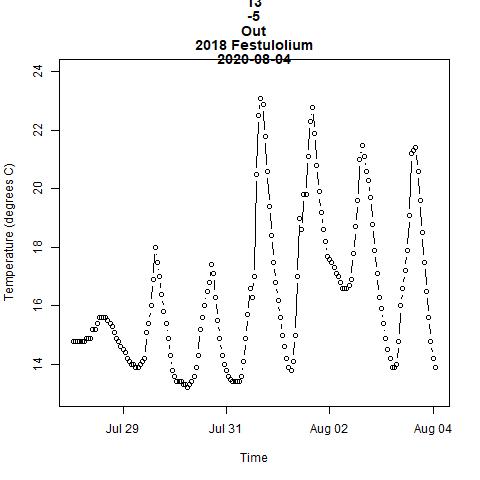 13
-5
Out
2018 Festulolium
2020-08-04
Temperature (degrees C)
24
22
20
18
16
14
Jul 29
Jul 31
Aug 02
Aug 04
Time